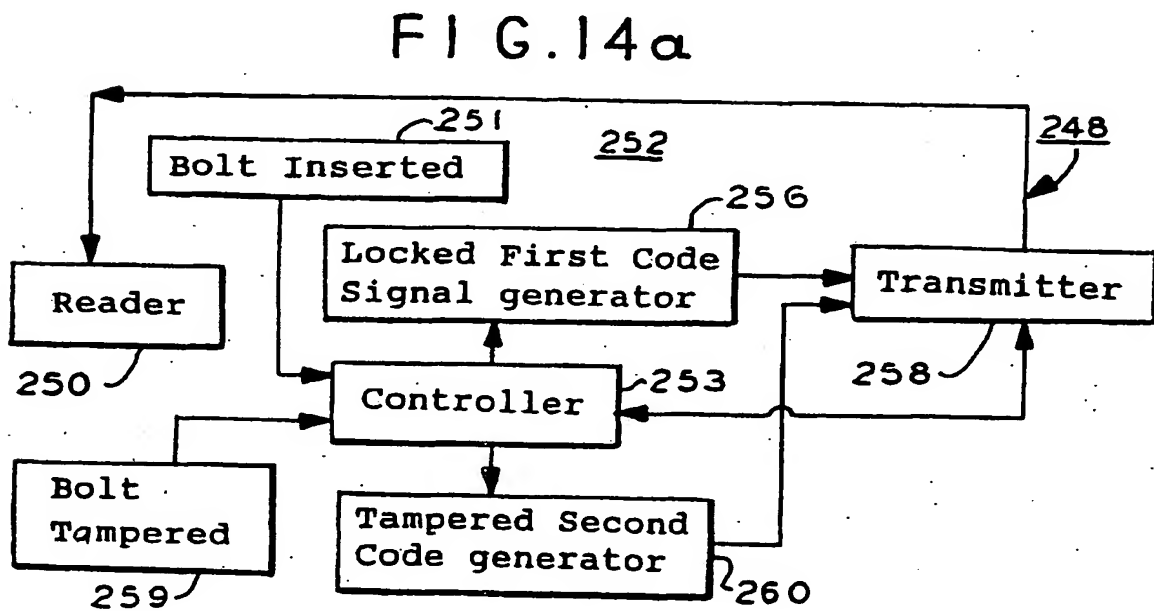 FIG.14a
251
252
248
Bolt Inserted
256
Locked First Code
Signal generator
Transmitter
Reader
250
253
258
Controller
Bolt
Tampered
259
Tampered Second
Code generator
260